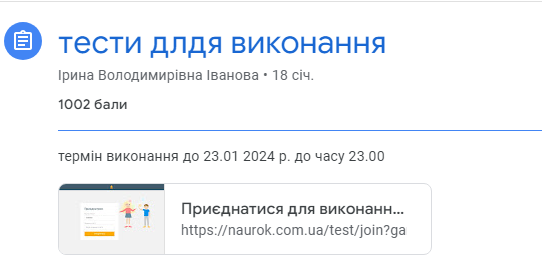 тести длдя виконання
Ірина Володимирівна Іванова • 18 січ.
1002 бали
термін виконання до 23.01 2024 р. до часу 23.00
Приєднатися для виконанн...
https://naurok.com.ua/test/join?ga